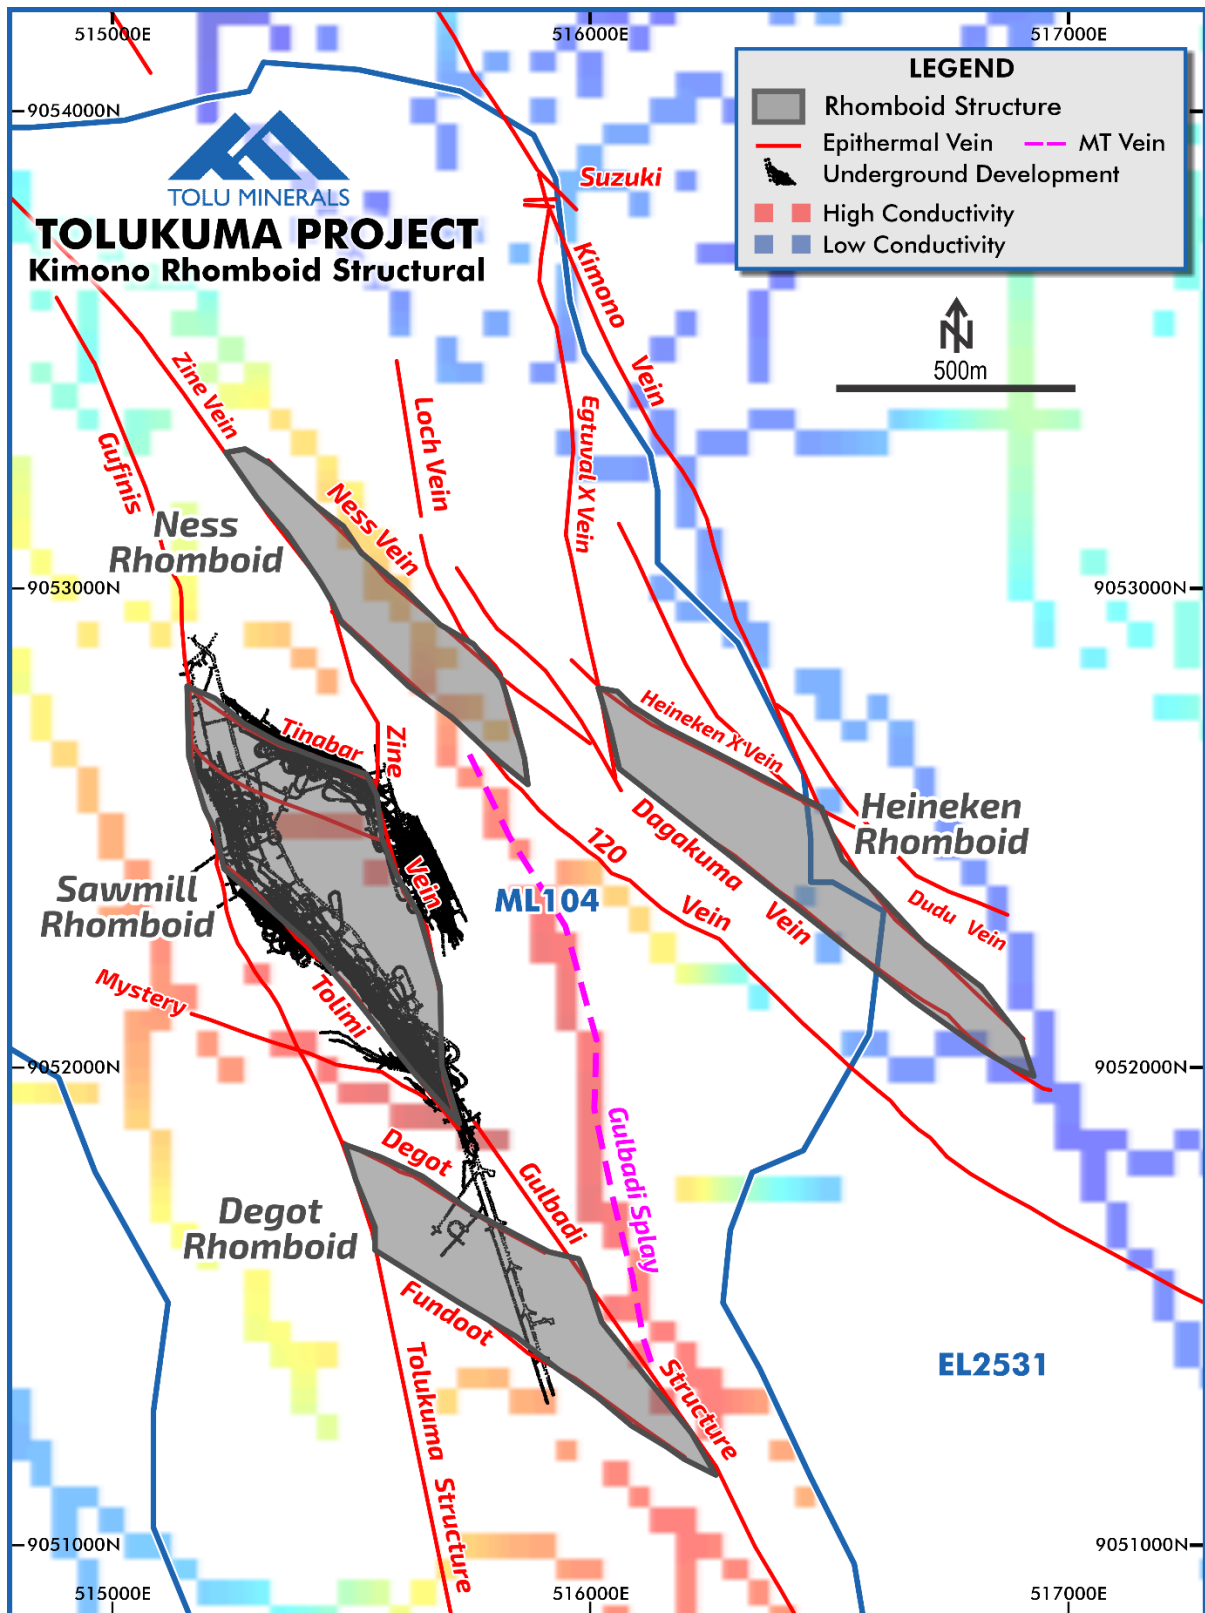 515000E
516000E
517000E
9054000N
LEGEND
Rhomboid Structure
Epithermal Vein
MT Vein
Underground Development
High Conductivity
Low Conductivity
TOLU MINERALS
TOLUKUMA PROJECT
Kimono Rhomboid Structural
Suzuki
Kimono Vein
N
500m
Zine Vein
Gufinis
Loch Vein
Egtuval X Vein
Ness Vein
Ness
Rhomboid
9053000N
9053000N
Heineken X Vein
Tinabar
Zine Vein
Heineken
Rhomboid
120 Vein
Dagakuma Vein
Dudu Vein
ML104
Sawmill
Rhomboid
Mystery
Tolimi
9052000N
9052000N
Degot
Gulbadi Structure
Gulbadi Splay
Degot
Rhomboid
Fundoot
Tolukuma Structure
EL2531
9051000N
9051000N
515000E
516000E
517000E